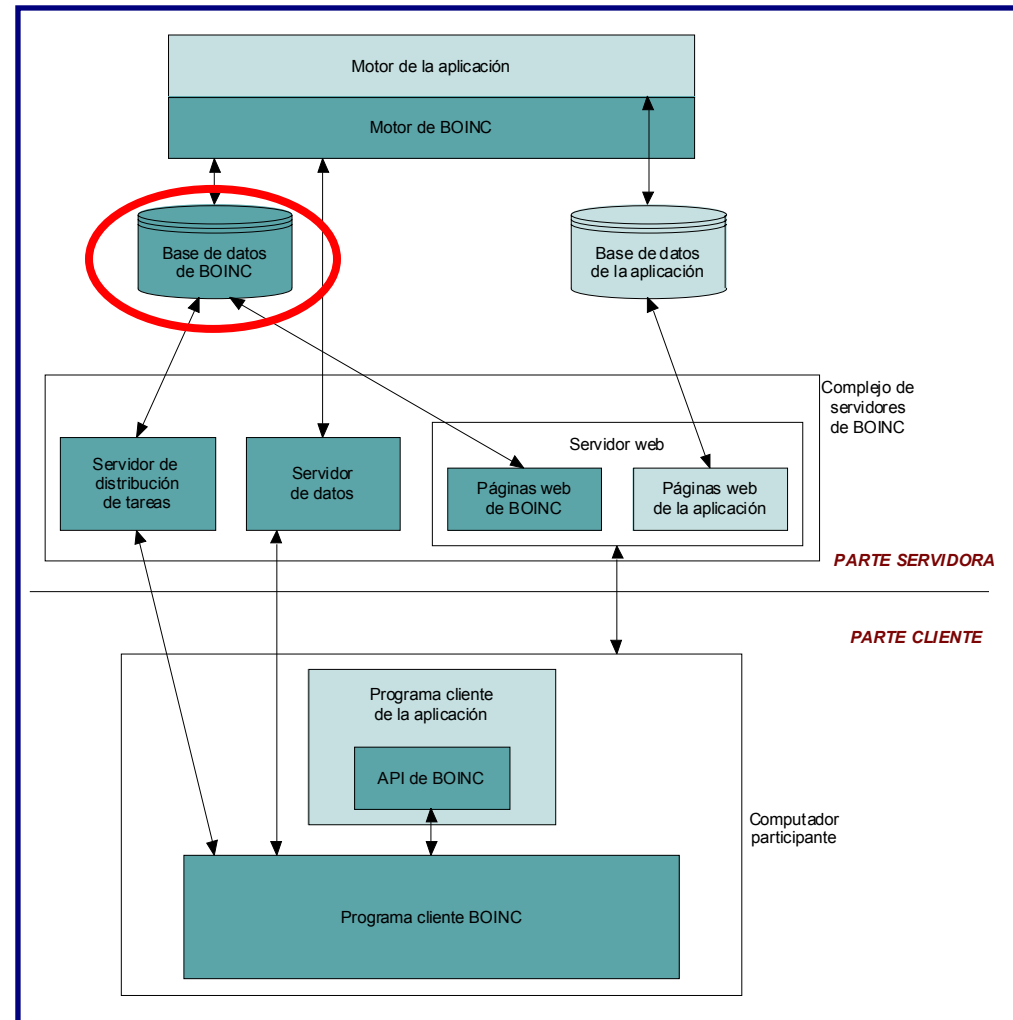 Motor de la aplicación
Motor de BOINC
Base de datos
de BOINC
Base de datos
de la aplicación
Complejo de
servidores
de BOINC
Servidor web
Servidor de
distribución
de tareas
Servidor
de datos
Páginas web
de BOINC
Páginas web
de la aplicación
PARTE SERVIDORA
PARTE CLIENTE
Programa cliente
de la aplicación
API de BOINC
Computador
participante
Programa cliente BOINC